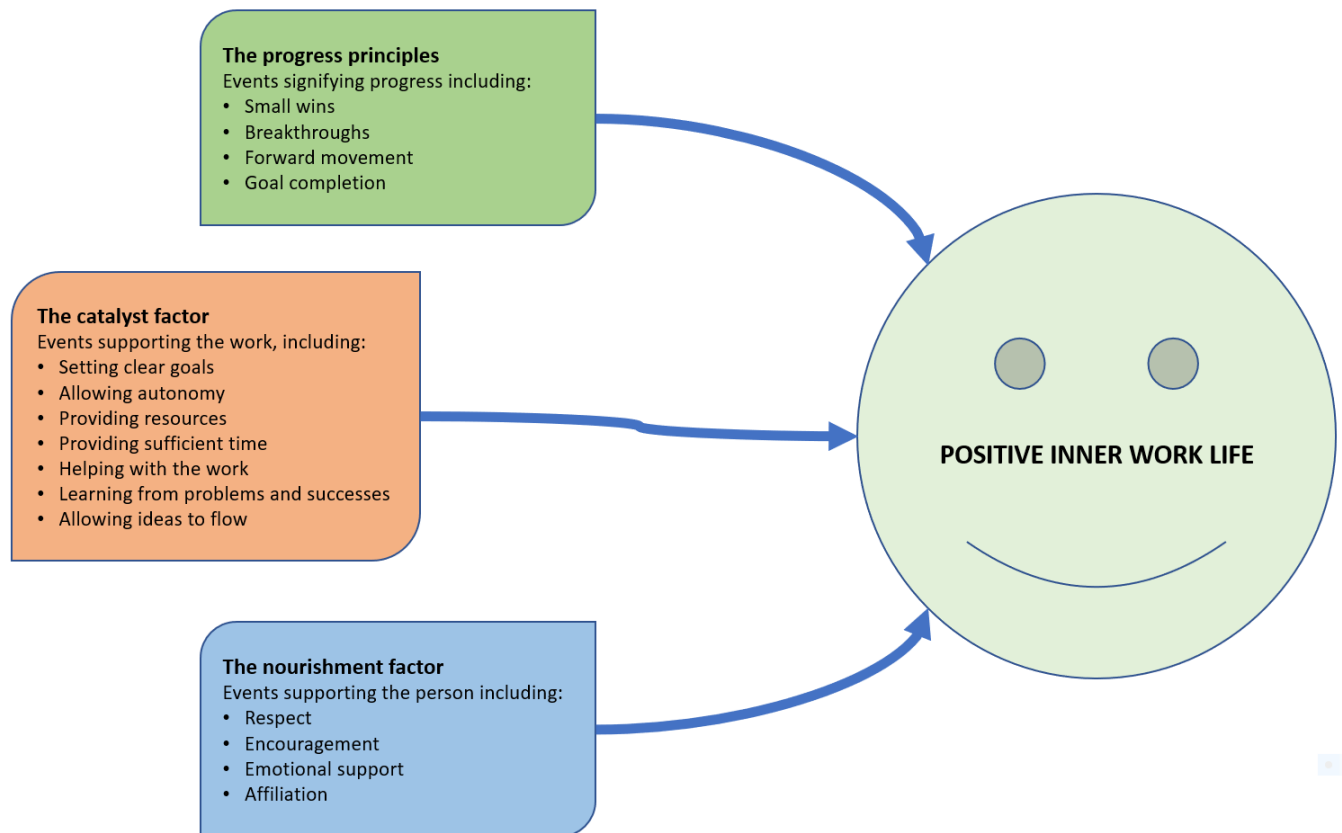 The progress principles
Events signifying progress including:
• Small wins
• Breakthroughs
• Forward movement
• Goal completion
The catalyst factor
Events supporting the work, including:
• Setting clear goals
• Allowing autonomy
• Providing resources
• Providing sufficient time
• Helping with the work
• Learning from problems and successes
• Allowing ideas to flow
POSITIVE INNER WORK LIFE
The nourishment factor
Events supporting the person including:
• Respect
• Encouragement
• Emotional support
• Affiliation